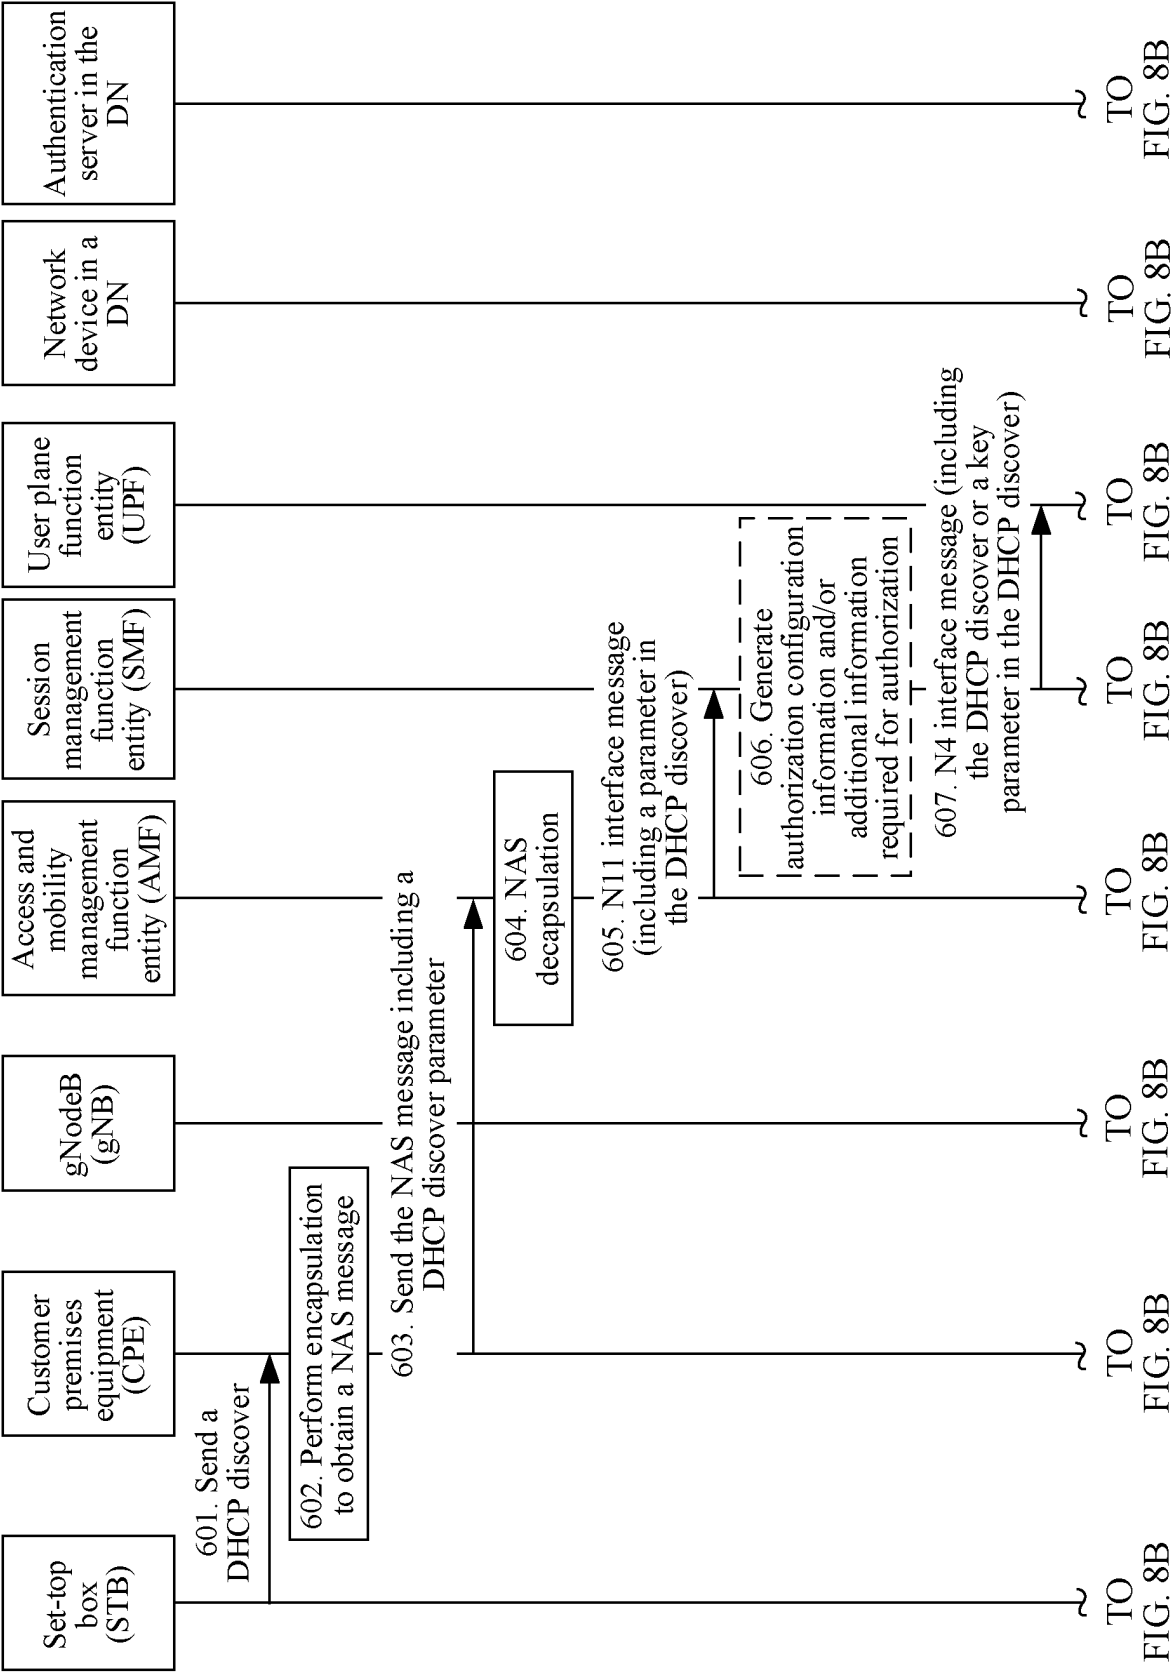 Set-top
box
(STB)
Customer
premises
equipment
(CPE)
gNodeB
(gNB)
Access and
mobility
management
function
entity (AMF)
Session
management
function
entity (SMF)
User plane
function
entity
(UPF)
Network
device in a
DN
Authentication
server in the
DN
601. Send a
DHCP discover
602. Perform encapsulation
to obtain a NAS message
603. Send the NAS message including a
DHCP discover parameter
604. NAS
decapsulation
605. N11 interface message
(including a parameter in
the DHCP discover)
606. Generate
authorization configuration
information and/or
additional information
required for authorization
607. N4 interface message (including
the DHCP discover or a key
parameter in the DHCP discover)
TO
FIG. 8B
TO
FIG. 8B
TO
FIG. 8B
TO
FIG. 8B
TO
FIG. 8B
TO
FIG. 8B
TO
FIG. 8B
TO
FIG. 8B